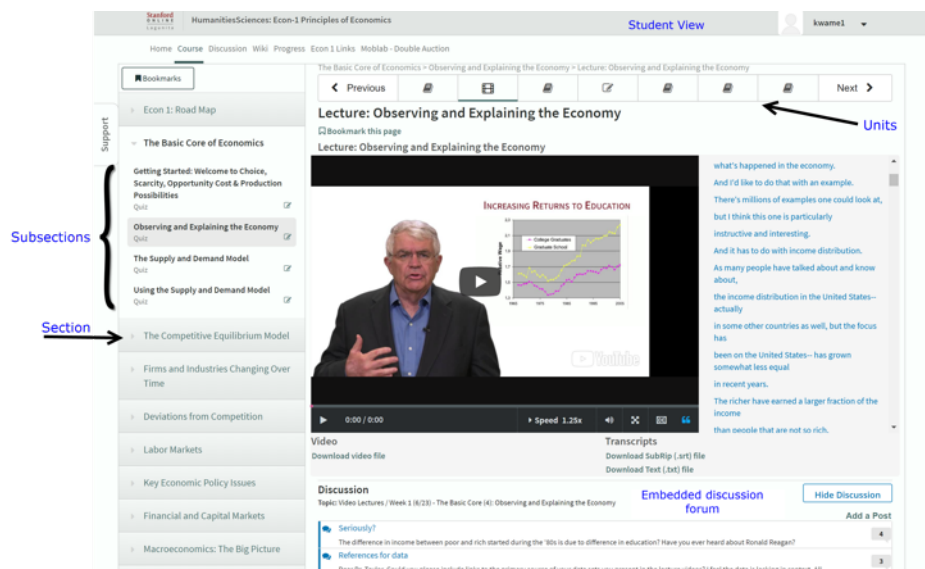 Stanford
ONLINE
Lagunita
HumanitiesSciences: Econ-1
Principles of Economics
Student View
kwame1
Home Course Discussion Wiki Progress Econ 1 Links Moblab - Double Auction
Bookmarks
The Basic Core of Economics > Observing and Explaining the Economy > Lecture: Observing and Explaining the Economy
Previous
Next
Units
Support
Econ 1: Road Map
The Basic Core of Economics
Subsections
Getting Started: Welcome to Choice,
Scarcity, Opportunity Cost & Production
Possibilities
Quiz
Observing and Explaining the Economy
Quiz
The Supply and Demand Model
Quiz
Using the Supply and Demand Model
Quiz
Section
The Competitive Equilibrium Model
Firms and Industries Changing Over
Time
Deviations from Competition
Labor Markets
Key Economic Policy Issues
Financial and Capital Markets
Macroeconomics: The Big Picture
Lecture: Observing and Explaining the Economy
Bookmark this page
Lecture: Observing and Explaining the Economy
INCREASING RETURNS TO EDUCATION
College Graduates
Graduate School
YouTube
0:00 / 0:00
Speed 1.25x
what's happened in the economy.
And I'd like to do that with an example.
There's millions of examples one could look at,
but I think this one is particularly
instructive and interesting.
And it has to do with income distribution.
As many people have talked about and know
about,
the income distribution in the United States--
actually
in some other countries as well, but the focus
has
been on the United States-- has grown
somewhat less equal
in recent years.
The richer have earned a larger fraction of the
income
than people that are not so rich.
Video
Download video file
Transcripts
Download SubRip (.srt) file
Download Text (.txt) file
Discussion
Topic: Video Lectures / Week 1 (6/23) - The Basic Core (4): Observing and Explaining the Economy
Embedded discussion
forum
Hide Discussion
Add a Post
Seriously?
4
The difference in income between poor and rich started during the '80s is due to difference in education? Have you ever heard about Ronald Reagan?
References for data
3